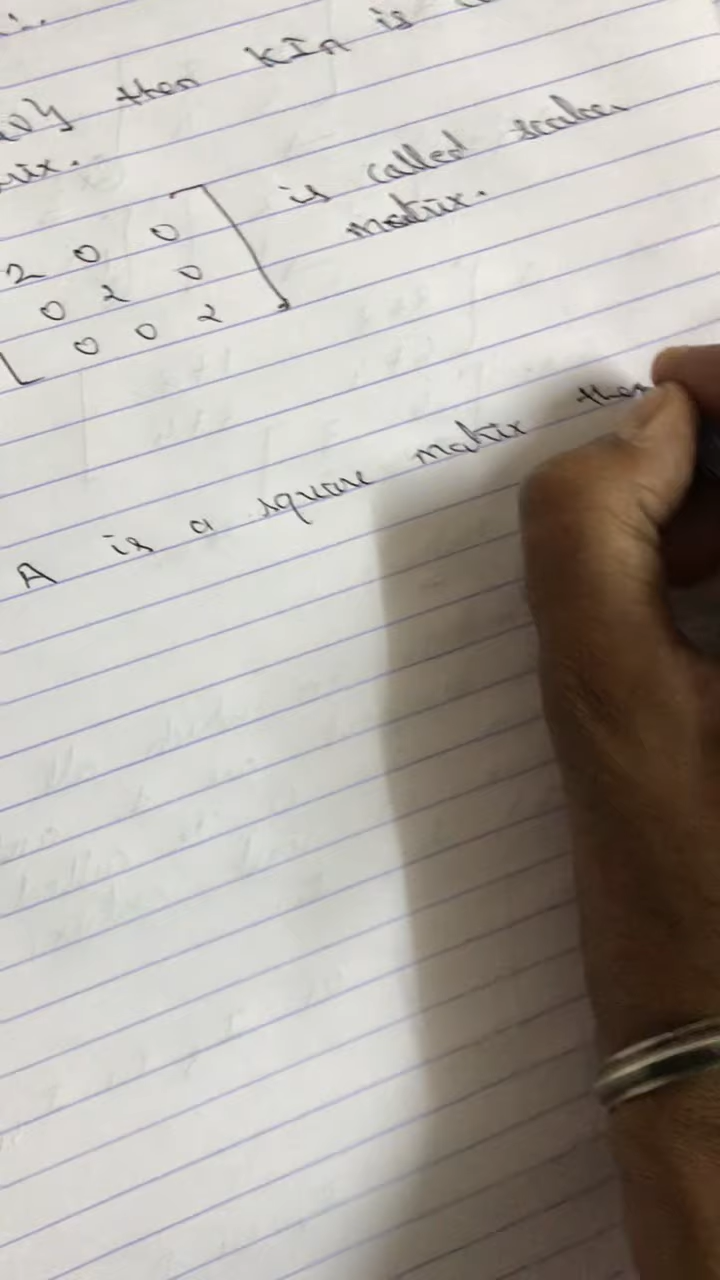 then KIn is
rix.
2 0 0
0 2 0
0 0 2
is called scalar
matrix.
A is a square matrix then